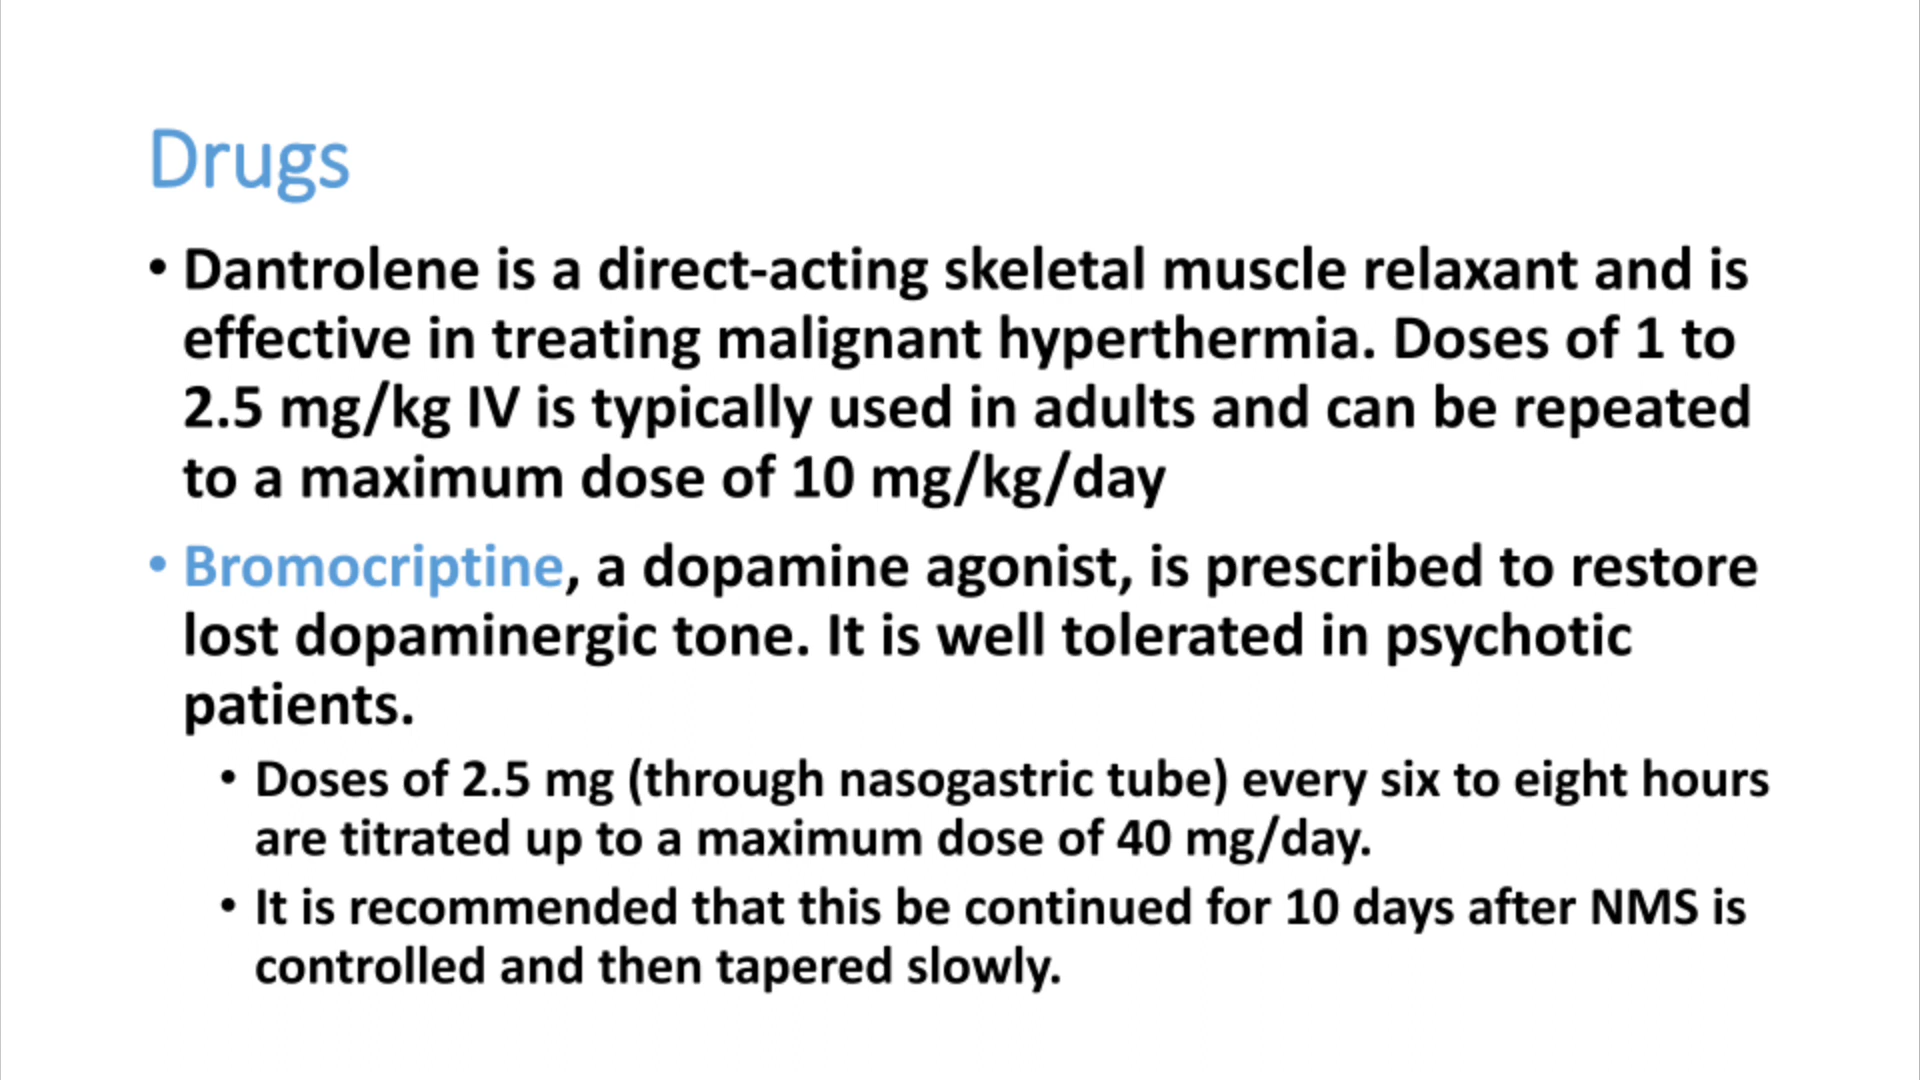 Drugs
• Dantrolene is a direct-acting skeletal muscle relaxant and is
effective in treating malignant hyperthermia. Doses of 1 to
2.5 mg/kg IV is typically used in adults and can be repeated
to a maximum dose of 10 mg/kg/day
• Bromocriptine, a dopamine agonist, is prescribed to restore
lost dopaminergic tone. It is well tolerated in psychotic
patients.
• Doses of 2.5 mg (through nasogastric tube) every six to eight hours
are titrated up to a maximum dose of 40 mg/day.
• It is recommended that this be continued for 10 days after NMS is
controlled and then tapered slowly.